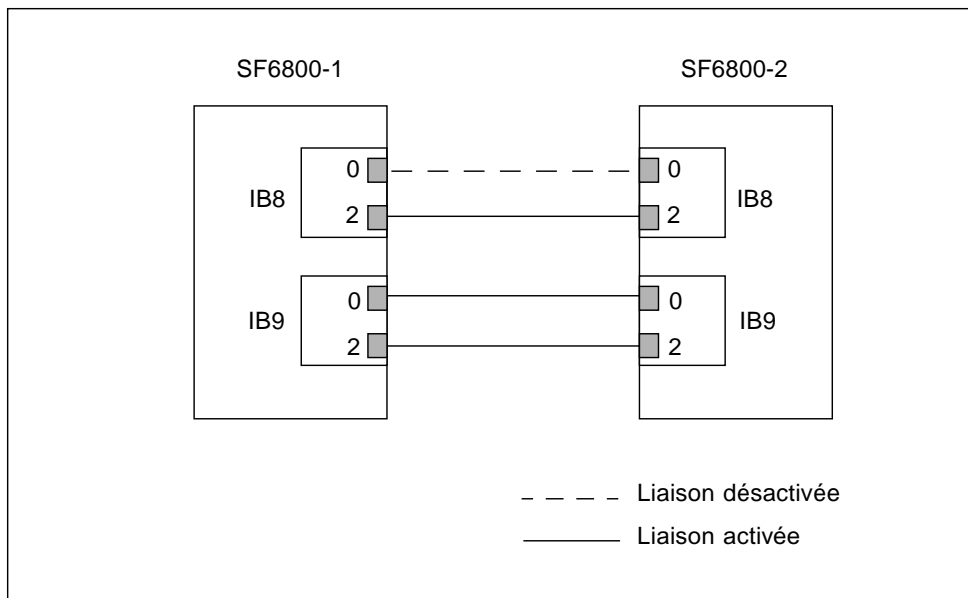 SF6800-1 SF6800-2
0 0
IB8 IB8
2 2
0 0
IB9 IB9
2 2
Liaison désactivée
Liaison activée